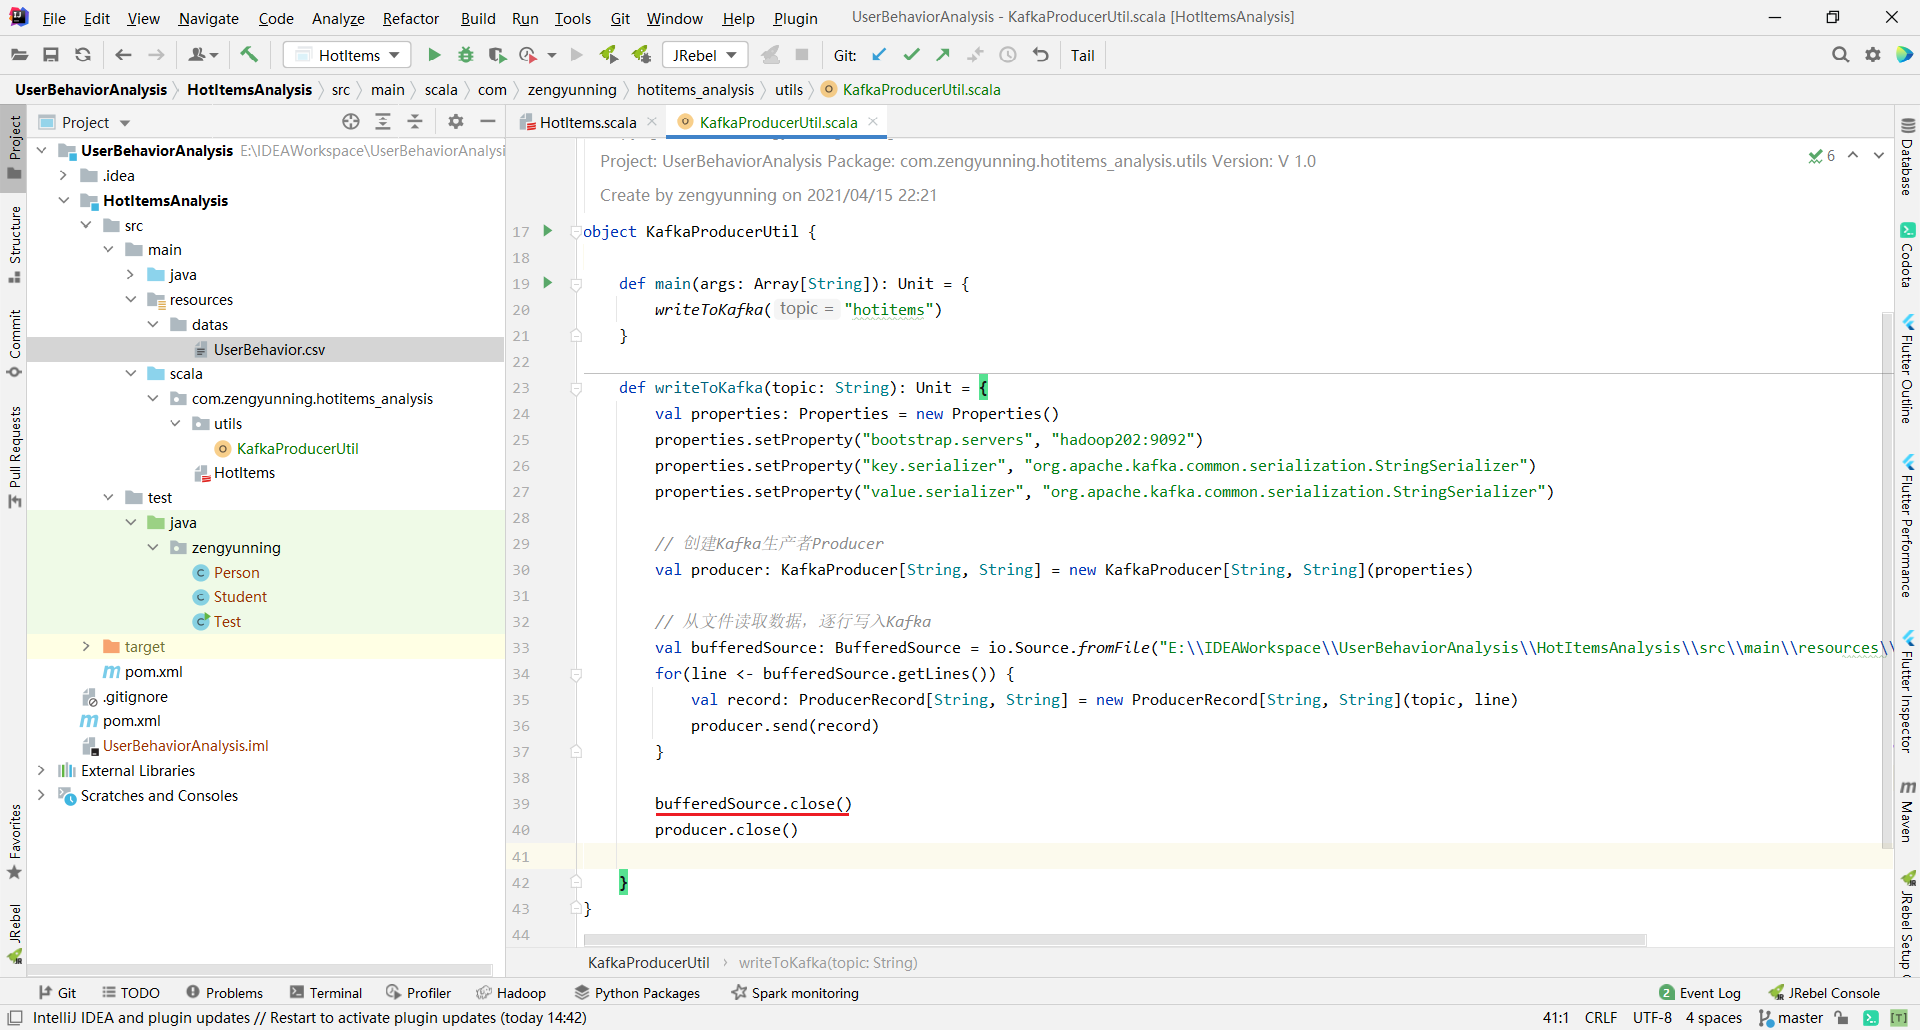 File Edit View Navigate Code Analyze Refactor Build Run Tools Git Window Help Plugin UserBehaviorAnalysis - KafkaProducerUtil.scala [HotItemsAnalysis]
HotItems JRebel Git: Tail
UserBehaviorAnalysis HotItemsAnalysis src main scala com zengyunning hotitems_analysis utils KafkaProducerUtil.scala
Project
Structure
Commit
Pull Requests
Favorites
JRebel
Project
UserBehaviorAnalysis E:\IDEAWorkspace\UserBehaviorAnalysi
.idea
HotItemsAnalysis
src
main
java
resources
datas
UserBehavior.csv
scala
com.zengyunning.hotitems_analysis
utils
KafkaProducerUtil
HotItems
test
java
zengyunning
Person
Student
Test
target
pom.xml
.gitignore
pom.xml
UserBehaviorAnalysis.iml
External Libraries
Scratches and Consoles
HotItems.scala KafkaProducerUtil.scala
6
Project: UserBehaviorAnalysis Package: com.zengyunning.hotitems_analysis.utils Version: V 1.0
Create by zengyunning on 2021/04/15 22:21
17 object KafkaProducerUtil {
18
19 def main(args: Array[String]): Unit = {
20 writeToKafka( topic = "hotitems")
21 }
22
23 def writeToKafka(topic: String): Unit = {
24 val properties: Properties = new Properties()
25 properties.setProperty("bootstrap.servers", "hadoop202:9092")
26 properties.setProperty("key.serializer", "org.apache.kafka.common.serialization.StringSerializer")
27 properties.setProperty("value.serializer", "org.apache.kafka.common.serialization.StringSerializer")
28
29 // 创建Kafka生产者Producer
30 val producer: KafkaProducer[String, String] = new KafkaProducer[String, String](properties)
31
32 // 从文件读取数据，逐行写入Kafka
33 val bufferedSource: BufferedSource = io.Source.fromFile("E:\\IDEAWorkspace\\UserBehaviorAnalysis\\HotItemsAnalysis\\src\\main\\resources\\
34 for(line <- bufferedSource.getLines()) {
35 val record: ProducerRecord[String, String] = new ProducerRecord[String, String](topic, line)
36 producer.send(record)
37 }
38
39 bufferedSource.close()
40 producer.close()
41
42 }
43 }
44
KafkaProducerUtil writeToKafka(topic: String)
Database
Codota
Flutter Outline
Flutter Performance
Flutter Inspector
Maven
JRebel Setup
Git TODO Problems Terminal Profiler Hadoop Python Packages Spark monitoring 2 Event Log JRebel Console
IntelliJ IDEA and plugin updates // Restart to activate plugin updates (today 14:42) 41:1 CRLF UTF-8 4 spaces master [T]